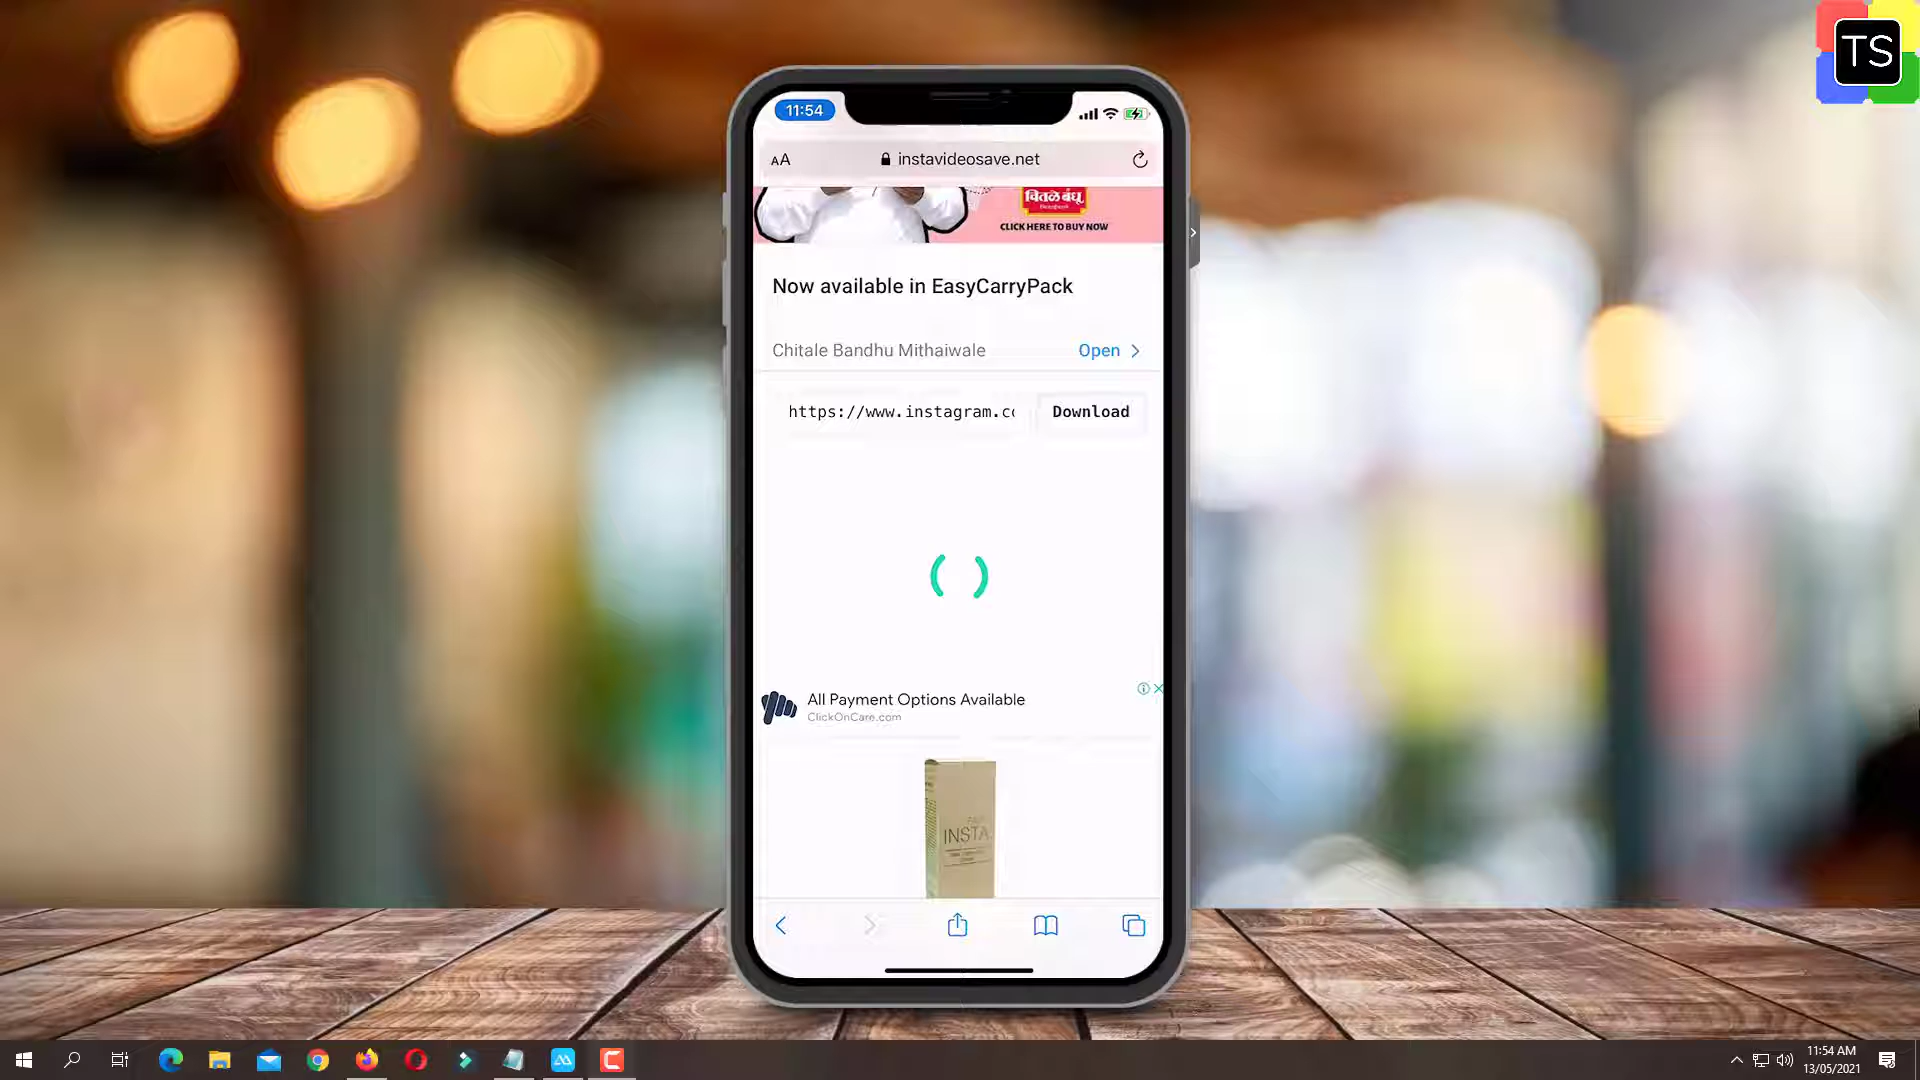 TS
11:54
AA
instavideosave.net
चितळे बंधू
CLICK HERE TO BUY NOW
Now available in EasyCarryPack
Chitale Bandhu Mithaiwale
Open
https://www.instagram.co
Download
All Payment Options Available
ClickOnCare.com
INSTA
11:54 AM
13/05/2021